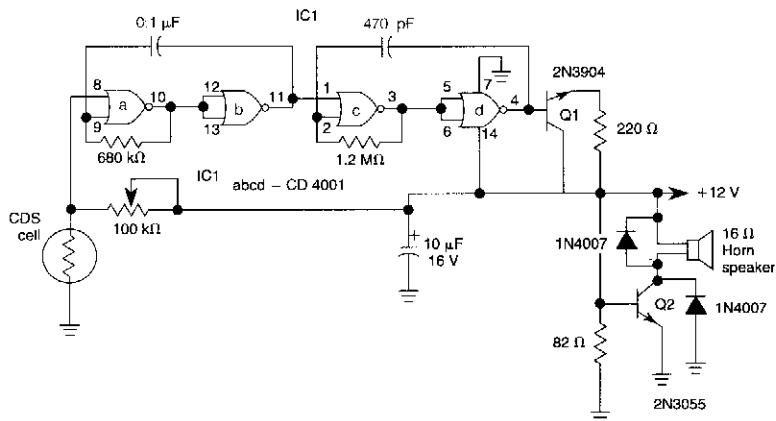 IC1
0.1 µF
470 pF
2N3904
8
9
10
a
12
13
11
b
1
2
3
c
5
6
7
4
14
d
Q1
680 kΩ
1.2 MΩ
220 Ω
IC1
abcd – CD 4001
+12 V
CDS
cell
100 kΩ
+
10 µF
16 V
1N4007
16 Ω
Horn
speaker
Q2
1N4007
82 Ω
2N3055